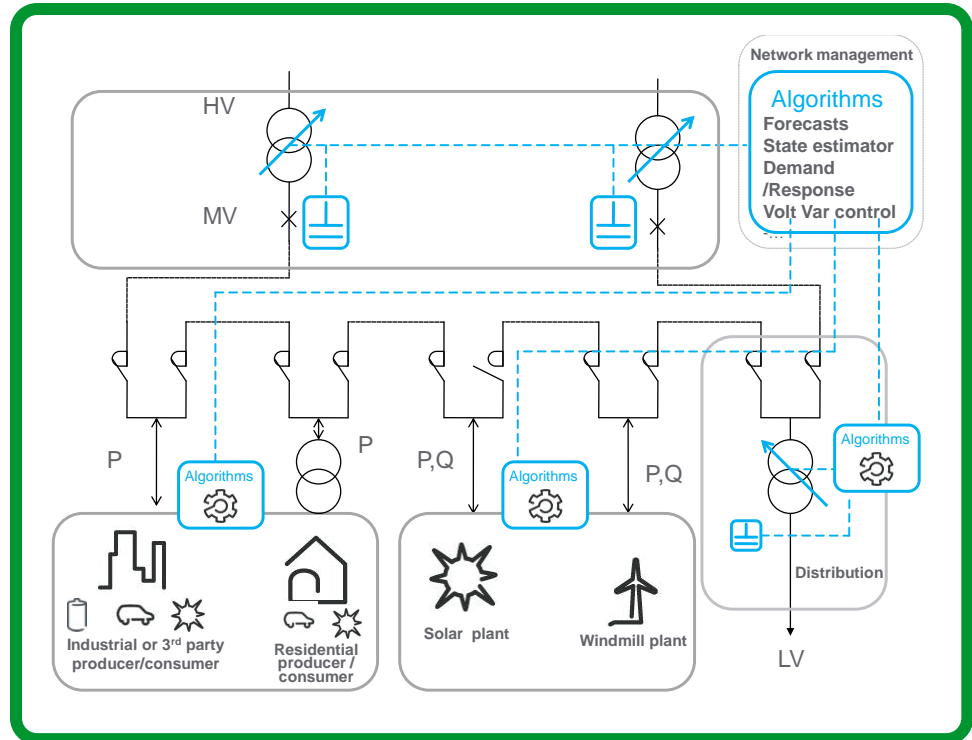 Network management
Algorithms
Forecasts
State estimator
Demand
/Response
Volt Var control
-...
HV
MV
P
P
P,Q
P,Q
Algorithms
Algorithms
Algorithms
Industrial or 3rd party
producer/consumer
Residential
producer /
consumer
Solar plant
Windmill plant
Distribution
LV